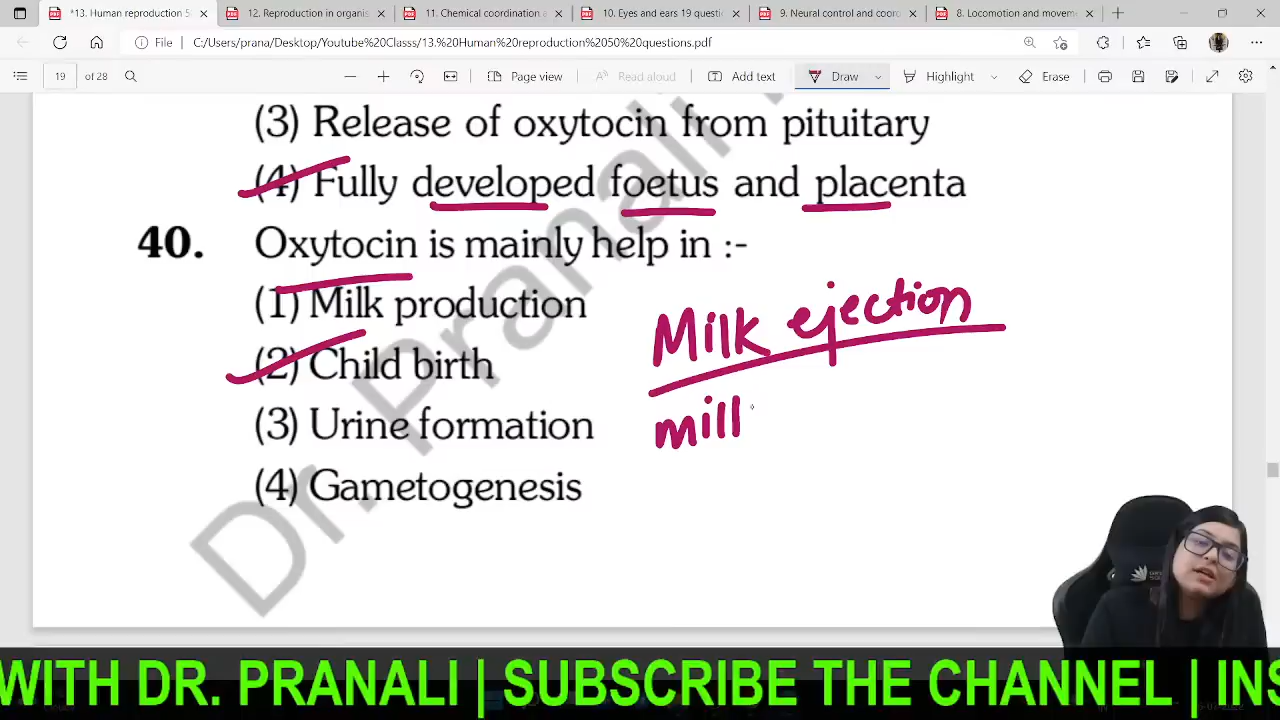 *13. Human reproduction 5
12. Reproduction in organis
11. Chemical coordination a
10. Eyes and ears 19 questi
9. Neural control and coor
8. Locomotion and movem
File
C:/Users/prana/Desktop/Youtube%20Classs/13.%20Human%20reproduction%2050%20questions.pdf
19 of 28
Page view
Read aloud
Add text
Draw
Highlight
Erase
(3) Release of oxytocin from pituitary
(4) Fully developed foetus and placenta
40. Oxytocin is mainly help in :-
(1) Milk production
Milk ejection
(2) Child birth
mill
(3) Urine formation
(4) Gametogenesis
Dr. Pranali
WITH DR. PRANALI | SUBSCRIBE THE CHANNEL | INS